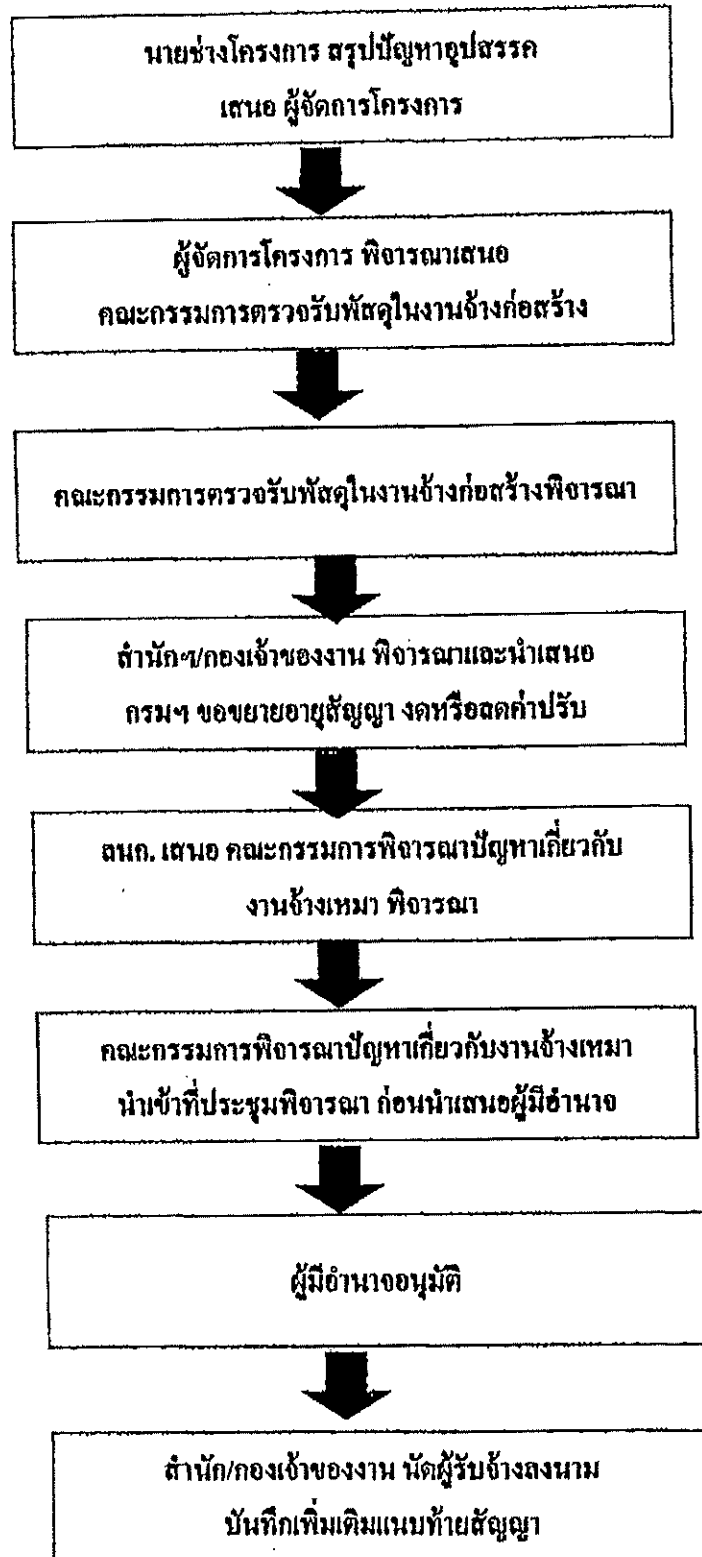 นายช่างโครงการ สรุปปัญหาอุปสรรค
เสนอ ผู้จัดการโครงการ
ผู้จัดการโครงการ พิจารณาเสนอ
คณะกรรมการตรวจรับพัสดุในงานจ้างก่อสร้าง
คณะกรรมการตรวจรับพัสดุในงานจ้างก่อสร้างพิจารณา
สำนักฯ/กองเจ้าของงาน พิจารณาและนำเสนอ
กรมฯ ขอขยายอายุสัญญา งดหรือลดค่าปรับ
ลนก. เสนอ คณะกรรมการพิจารณาปัญหาเกี่ยวกับ
งานจ้างเหมา พิจารณา
คณะกรรมการพิจารณาปัญหาเกี่ยวกับงานจ้างเหมา
นำเข้าที่ประชุมพิจารณา ก่อนนำเสนอผู้มีอำนาจ
ผู้มีอำนาจอนุมัติ
สำนัก/กองเจ้าของงาน นัดผู้รับจ้างลงนาม
บันทึกเพิ่มเติมแนบท้ายสัญญา